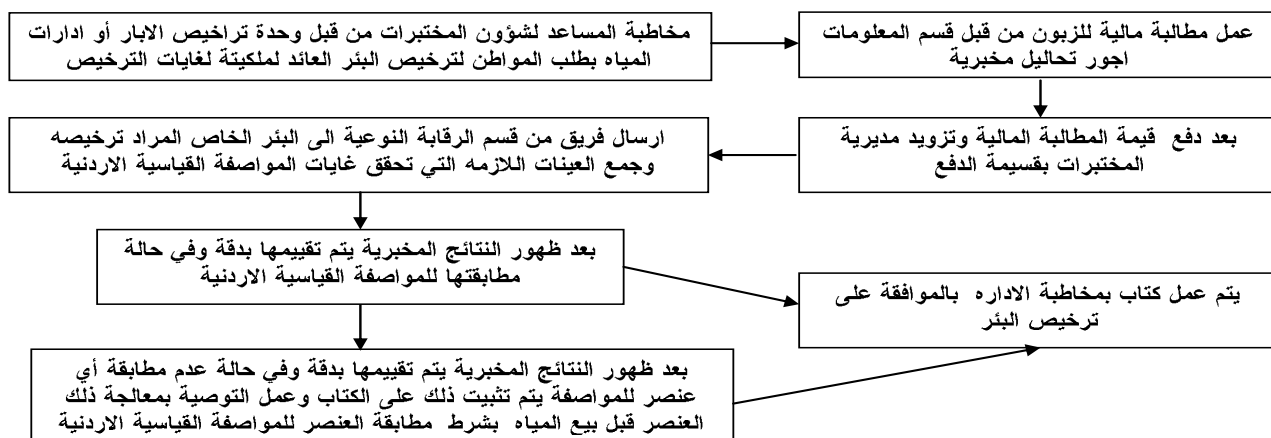 مخاطبة المساعد لشؤون المختبرات من قبل وحدة تراخيص الابار أو ادارات
المياه بطلب المواطن لترخيص البئر العائد لملكيتة لغايات الترخيص
عمل مطالبة مالية للزبون من قبل قسم المعلومات
اجور تحاليل مخبرية
بعد دفع قيمة المطالبة المالية وتزويد مديرية
المختبرات بقسيمة الدفع
ارسال فريق من قسم الرقابة النوعية الى البئر الخاص المراد ترخيصه
وجمع العينات اللازمه التي تحقق غايات المواصفة القياسية الاردنية
بعد ظهور النتائج المخبرية يتم تقييمها بدقة وفي حالة
مطابقتها للمواصفة القياسية الاردنية
يتم عمل كتاب بمخاطبة الاداره بالموافقة على
ترخيص البئر
بعد ظهور النتائج المخبرية يتم تقييمها بدقة وفي حالة عدم مطابقة أي
عنصر للمواصفة يتم تثبيت ذلك على الكتاب وعمل التوصية بمعالجة ذلك
العنصر قبل بيع المياه بشرط مطابقة العنصر للمواصفة القياسية الاردنية